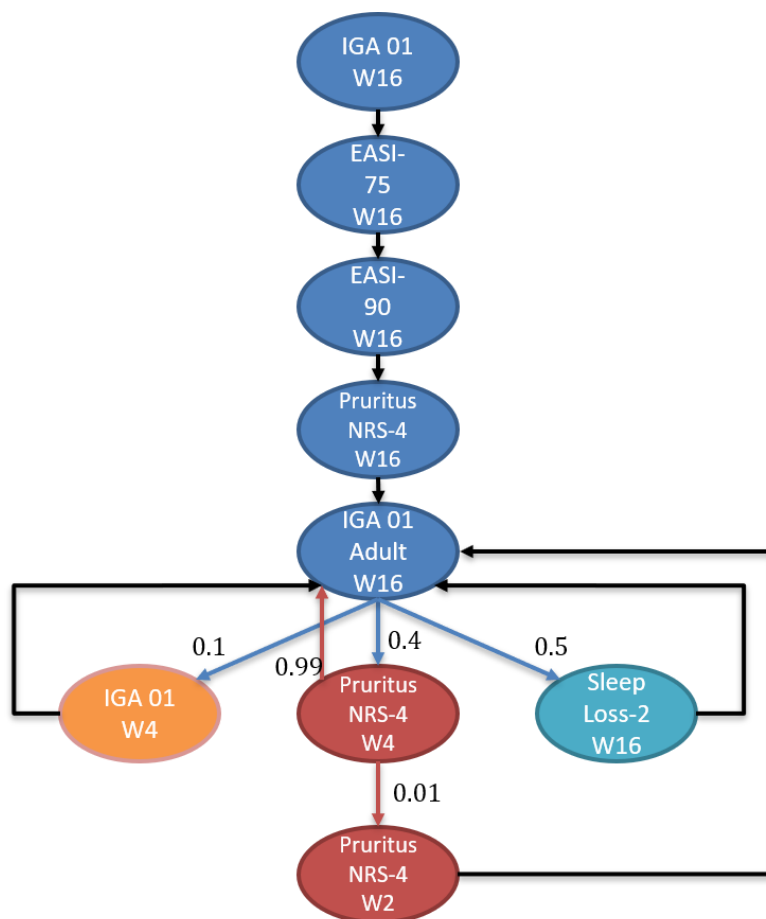 IGA 01
W16
EASI-
75
W16
EASI-
90
W16
Pruritus
NRS-4
W16
IGA 01
Adult
W16
0.1
0.99
0.4
0.5
IGA 01
W4
Pruritus
NRS-4
W4
Sleep
Loss-2
W16
0.01
Pruritus
NRS-4
W2